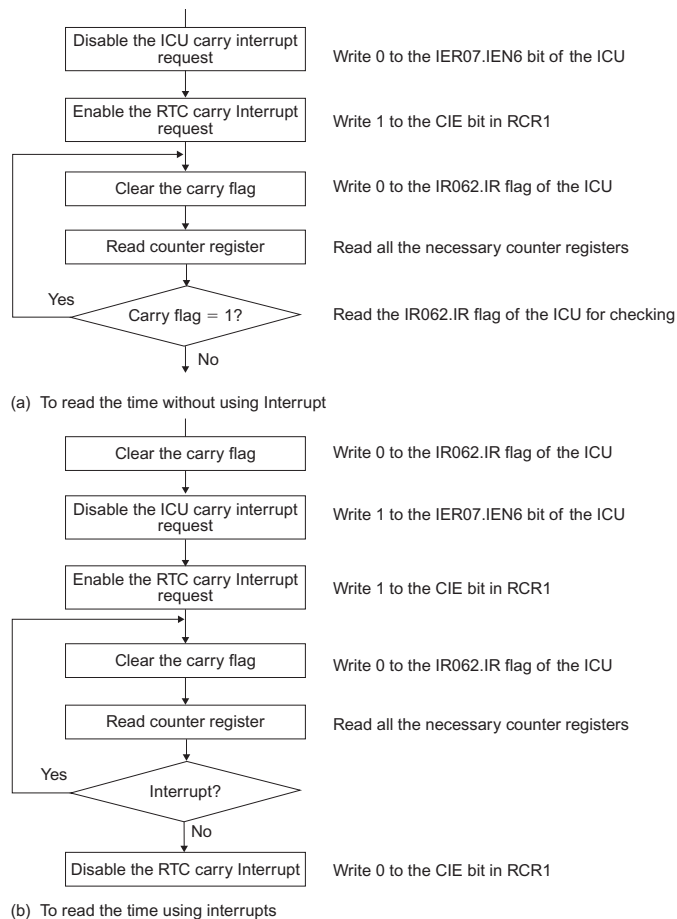 Disable the ICU carry interrupt
request
Write 0 to the IER07.IEN6 bit of the ICU
Enable the RTC carry Interrupt
request
Write 1 to the CIE bit in RCR1
Clear the carry flag
Write 0 to the IR062.IR flag of the ICU
Read counter register
Read all the necessary counter registers
Yes
Carry flag = 1?
Read the IR062.IR flag of the ICU for checking
No
(a) To read the time without using Interrupt
Clear the carry flag
Write 0 to the IR062.IR flag of the ICU
Disable the ICU carry interrupt
request
Write 1 to the IER07.IEN6 bit of the ICU
Enable the RTC carry Interrupt
request
Write 1 to the CIE bit in RCR1
Clear the carry flag
Write 0 to the IR062.IR flag of the ICU
Read counter register
Read all the necessary counter registers
Yes
Interrupt?
No
Disable the RTC carry Interrupt
Write 0 to the CIE bit in RCR1
(b) To read the time using interrupts